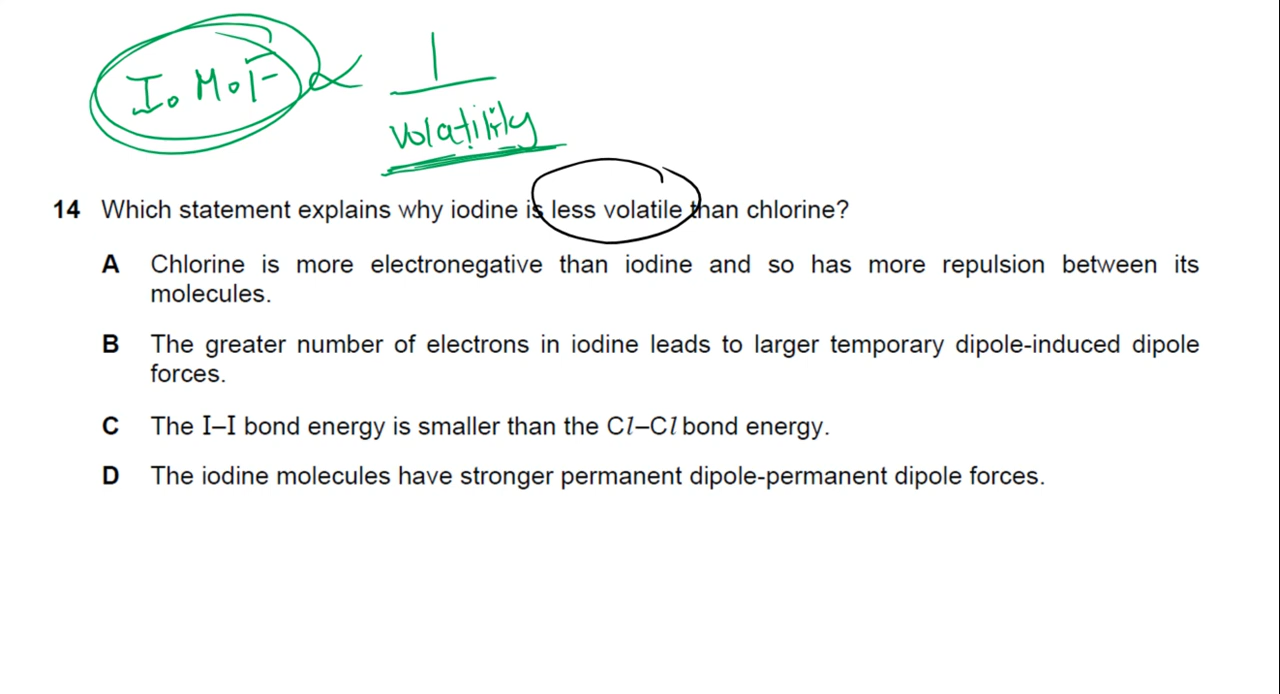 I.M.F ∝ 1
volatility
14 Which statement explains why iodine is less volatile than chlorine?
A Chlorine is more electronegative than iodine and so has more repulsion between its
molecules.
B The greater number of electrons in iodine leads to larger temporary dipole-induced dipole
forces.
C The I–I bond energy is smaller than the Cl–Cl bond energy.
D The iodine molecules have stronger permanent dipole-permanent dipole forces.